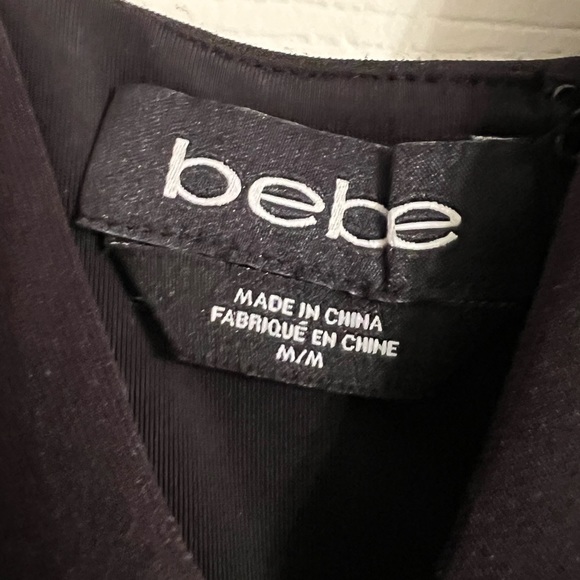 bebe
MADE IN CHINA
FABRIQUÉ EN CHINE
M/M